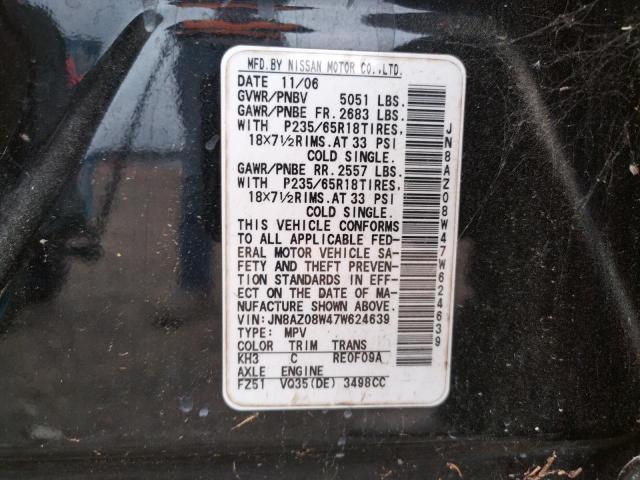 MFD.BY NISSAN MOTOR CO.,LTD.
DATE 11/06
GVWR/PNBV 5051 LBS.
GAWR/PNBE FR.2683 LBS.
WITH P235/65R18TIRES,
18X7½RIMS.AT 33 PSI
COLD SINGLE.
GAWR/PNBE RR.2557 LBS.
WITH P235/65R18TIRES,
18X7½RIMS.AT 33 PSI
COLD SINGLE.
THIS VEHICLE CONFORMS
TO ALL APPLICABLE FED-
ERAL MOTOR VEHICLE SA-
FETY AND THEFT PREVEN-
TION STANDARDS IN EFF-
ECT ON THE DATE OF MA-
NUFACTURE SHOWN ABOVE.
VIN:JN8AZ08W47W624639
TYPE: MPV
COLOR TRIM TRANS
KH3 C RE0F09A
AXLE ENGINE
FZ51 VQ35(DE) 3498CC
JN8AZ08W47W624639